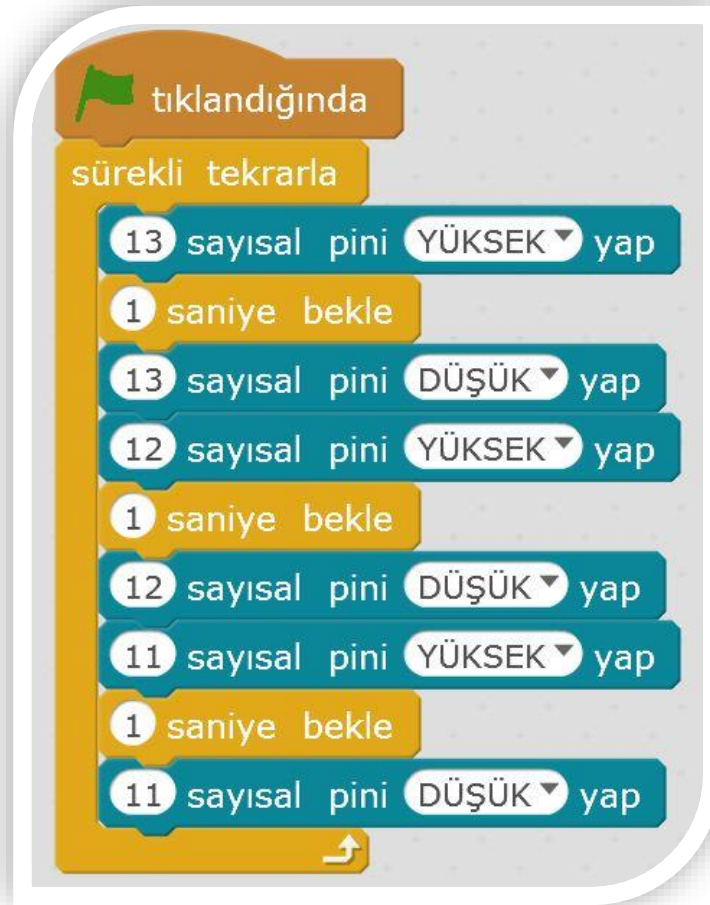 tıklandığında
sürekli tekrarla
13 sayısal pini YÜKSEK yap
1 saniye bekle
13 sayısal pini DÜŞÜK yap
12 sayısal pini YÜKSEK yap
1 saniye bekle
12 sayısal pini DÜŞÜK yap
11 sayısal pini YÜKSEK yap
1 saniye bekle
11 sayısal pini DÜŞÜK yap